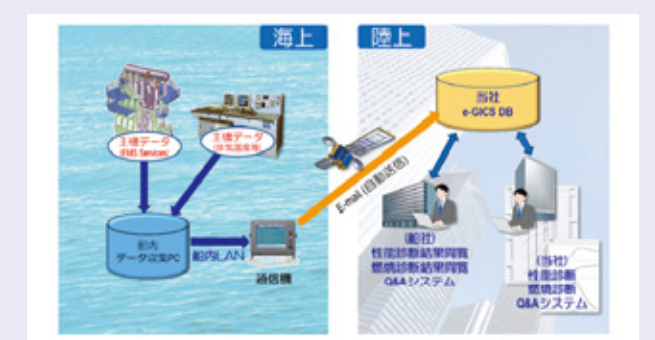 海上
陸上
主機データ
(EMS Services)
主機データ
(排気温度等)
船内
データ収集PC
船内LAN
通信機
E-mail (自動送信)
当社
e-GICS DB
(船社)
性能診断結果閲覧
燃焼診断結果閲覧
Q&Aシステム
(当社)
性能診断
燃焼診断
Q&Aシステム